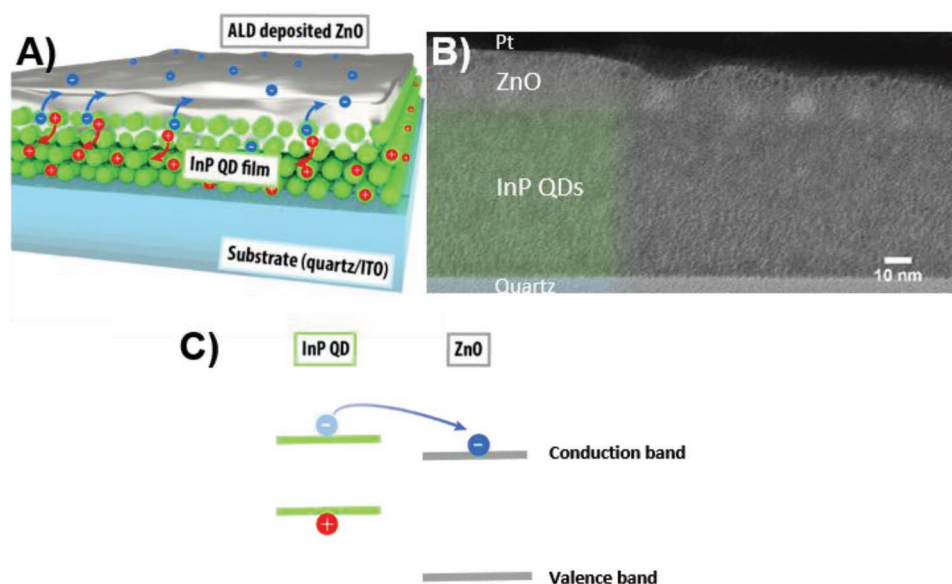 A)
ALD deposited ZnO
InP QD film
Substrate (quartz/ITO)
B)
Pt
ZnO
InP QDs
10 nm
Quartz
C)
InP QD
ZnO
Conduction band
Valence band